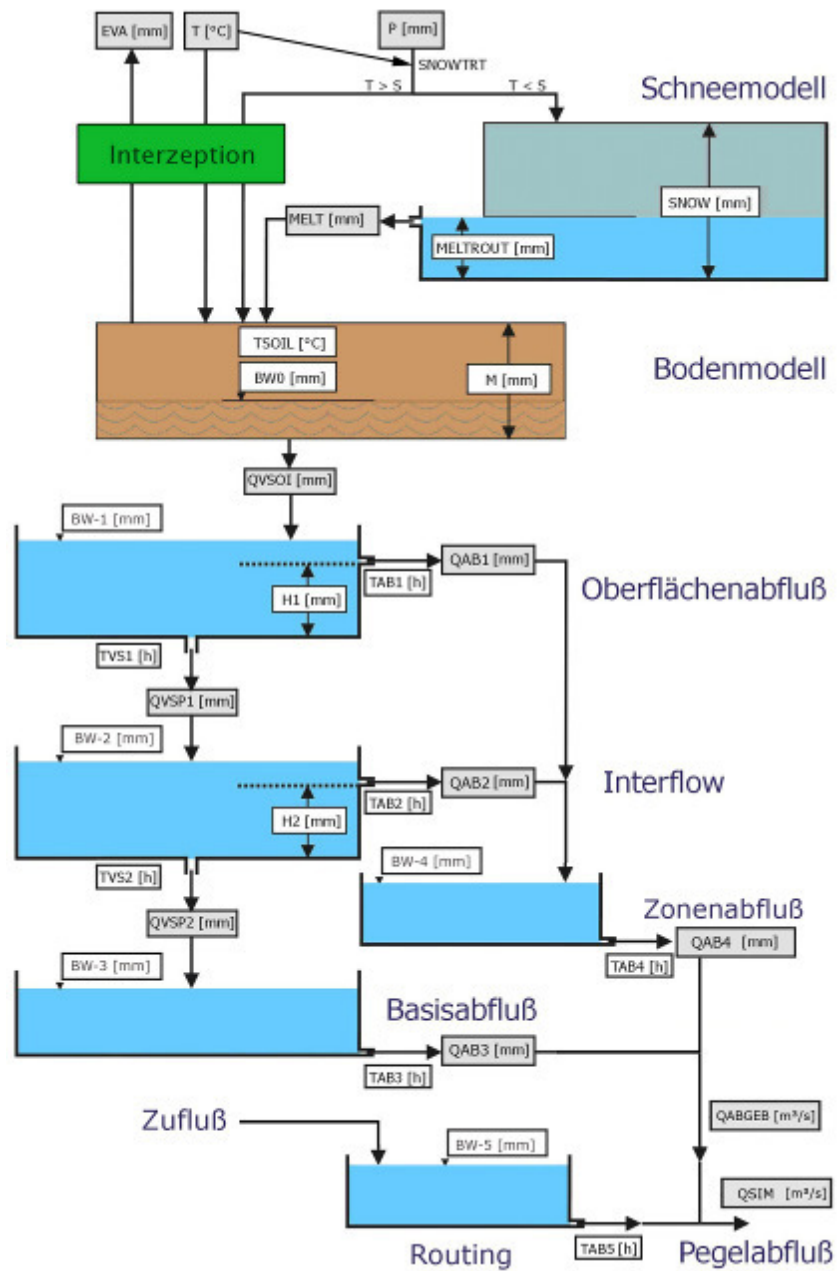 EVA [mm]
T [°C]
P [mm]
SNOWTRT
T > S
T < S
Schneemodell
Interzeption
SNOW [mm]
MELT [mm]
MELTROUT [mm]
TSOIL [°C]
BW0 [mm]
M [mm]
Bodenmodell
QVSOI [mm]
BW-1 [mm]
QAB1 [mm]
TAB1 [h]
H1 [mm]
Oberflächenabfluß
TVS1 [h]
QVSP1 [mm]
BW-2 [mm]
QAB2 [mm]
Interflow
TAB2 [h]
H2 [mm]
TVS2 [h]
BW-4 [mm]
QVSP2 [mm]
Zonenabfluß
QAB4 [mm]
BW-3 [mm]
TAB4 [h]
Basisabfluß
QAB3 [mm]
TAB3 [h]
Zufluß
QABGEB [m³/s]
BW-5 [mm]
QSIM [m³/s]
Routing
TAB5 [h]
Pegelabfluß